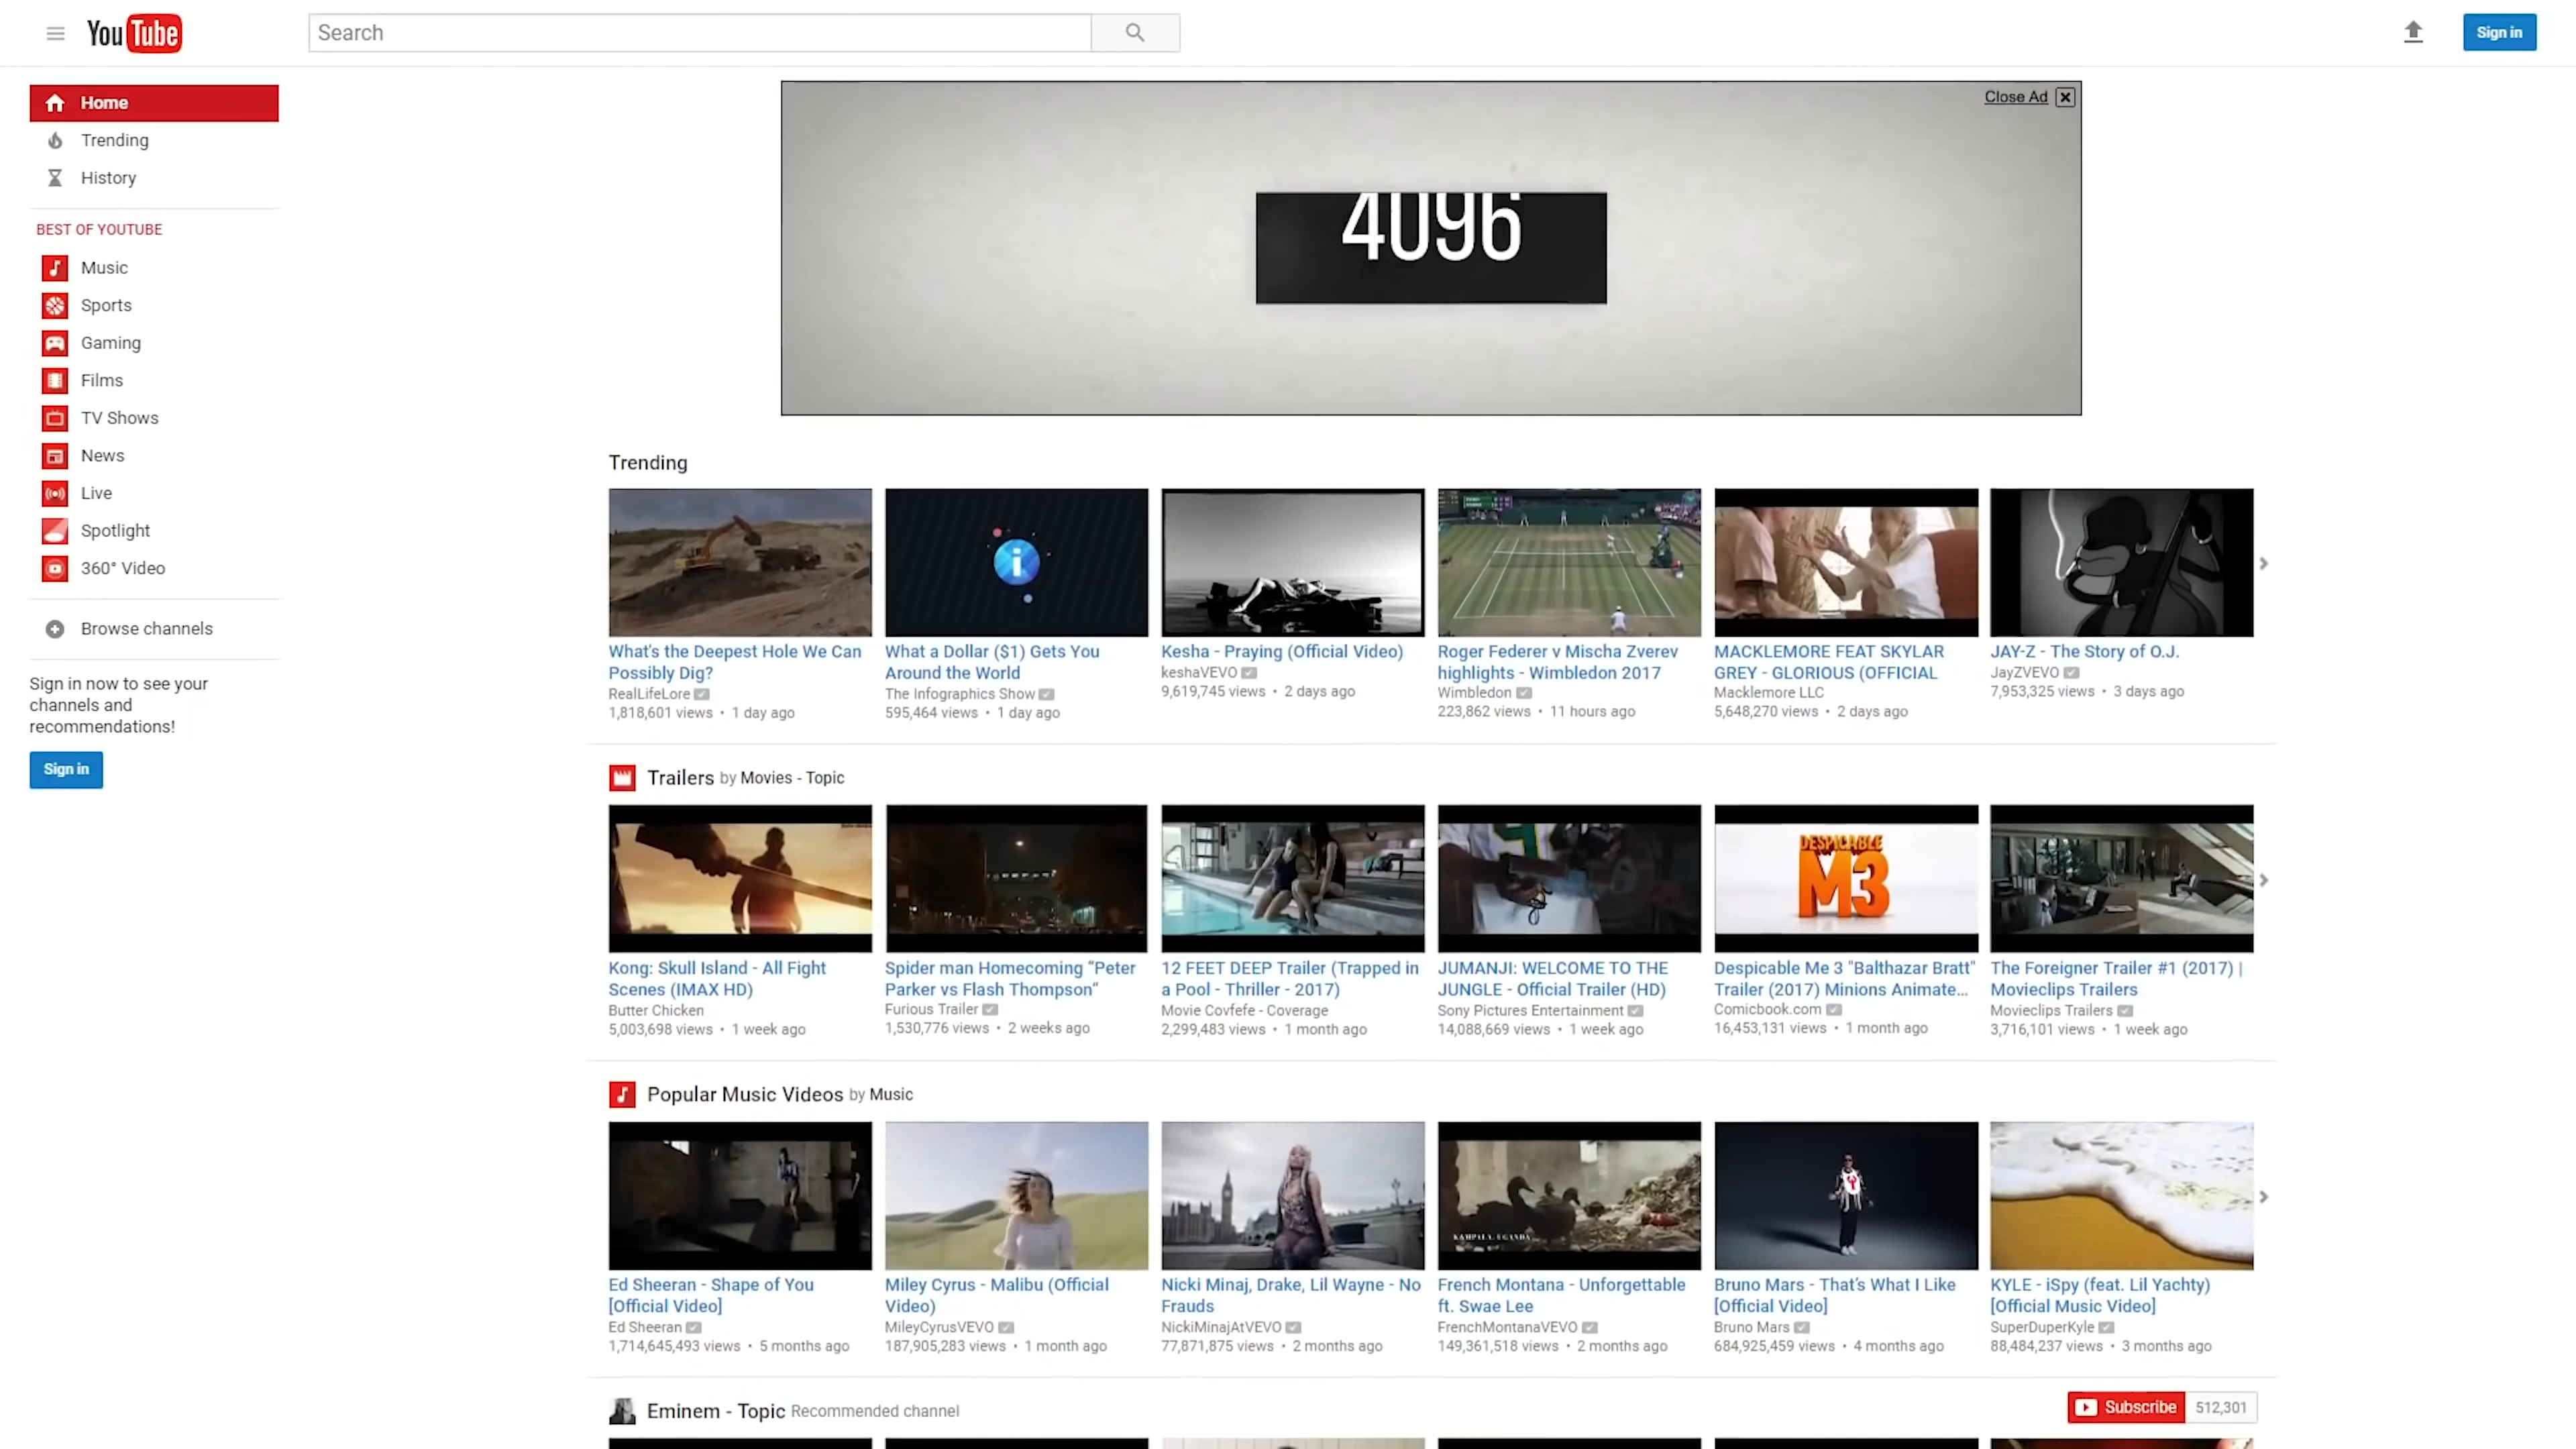 YouTube
Search
Sign in
Home
Trending
History
BEST OF YOUTUBE
Music
Sports
Gaming
Films
TV Shows
News
Live
Spotlight
360° Video
Browse channels
Sign in now to see your
channels and
recommendations!
Sign in
Close Ad
4096
Trending
What's the Deepest Hole We Can
Possibly Dig?
RealLifeLore
1,818,601 views • 1 day ago
What a Dollar ($1) Gets You
Around the World
The Infographics Show
595,464 views • 1 day ago
Kesha - Praying (Official Video)
keshaVEVO
9,619,745 views • 2 days ago
Roger Federer v Mischa Zverev
highlights - Wimbledon 2017
Wimbledon
223,862 views • 11 hours ago
MACKLEMORE FEAT SKYLAR
GREY - GLORIOUS (OFFICIAL
Macklemore LLC
5,648,270 views • 2 days ago
JAY-Z - The Story of O.J.
JayZVEVO
7,953,325 views • 3 days ago
Trailers by Movies - Topic
DESPICABLE
M3
Kong: Skull Island - All Fight
Scenes (IMAX HD)
Butter Chicken
5,003,698 views • 1 week ago
Spider man Homecoming “Peter
Parker vs Flash Thompson”
Furious Trailer
1,530,776 views • 2 weeks ago
12 FEET DEEP Trailer (Trapped in
a Pool - Thriller - 2017)
Movie Covfefe - Coverage
2,299,483 views • 1 month ago
JUMANJI: WELCOME TO THE
JUNGLE - Official Trailer (HD)
Sony Pictures Entertainment
14,088,669 views • 1 week ago
Despicable Me 3 "Balthazar Bratt"
Trailer (2017) Minions Animate...
Comicbook.com
16,453,131 views • 1 month ago
The Foreigner Trailer #1 (2017) |
Movieclips Trailers
Movieclips Trailers
3,716,101 views • 1 week ago
Popular Music Videos by Music
KAMPALA, UGANDA
Ed Sheeran - Shape of You
[Official Video]
Ed Sheeran
1,714,645,493 views • 5 months ago
Miley Cyrus - Malibu (Official
Video)
MileyCyrusVEVO
187,905,283 views • 1 month ago
Nicki Minaj, Drake, Lil Wayne - No
Frauds
NickiMinajAtVEVO
77,871,875 views • 2 months ago
French Montana - Unforgettable
ft. Swae Lee
FrenchMontanaVEVO
149,361,518 views • 2 months ago
Bruno Mars - That’s What I Like
[Official Video]
Bruno Mars
684,925,459 views • 4 months ago
KYLE - iSpy (feat. Lil Yachty)
[Official Music Video]
SuperDuperKyle
88,484,237 views • 3 months ago
Eminem - Topic Recommended channel
Subscribe 512,301